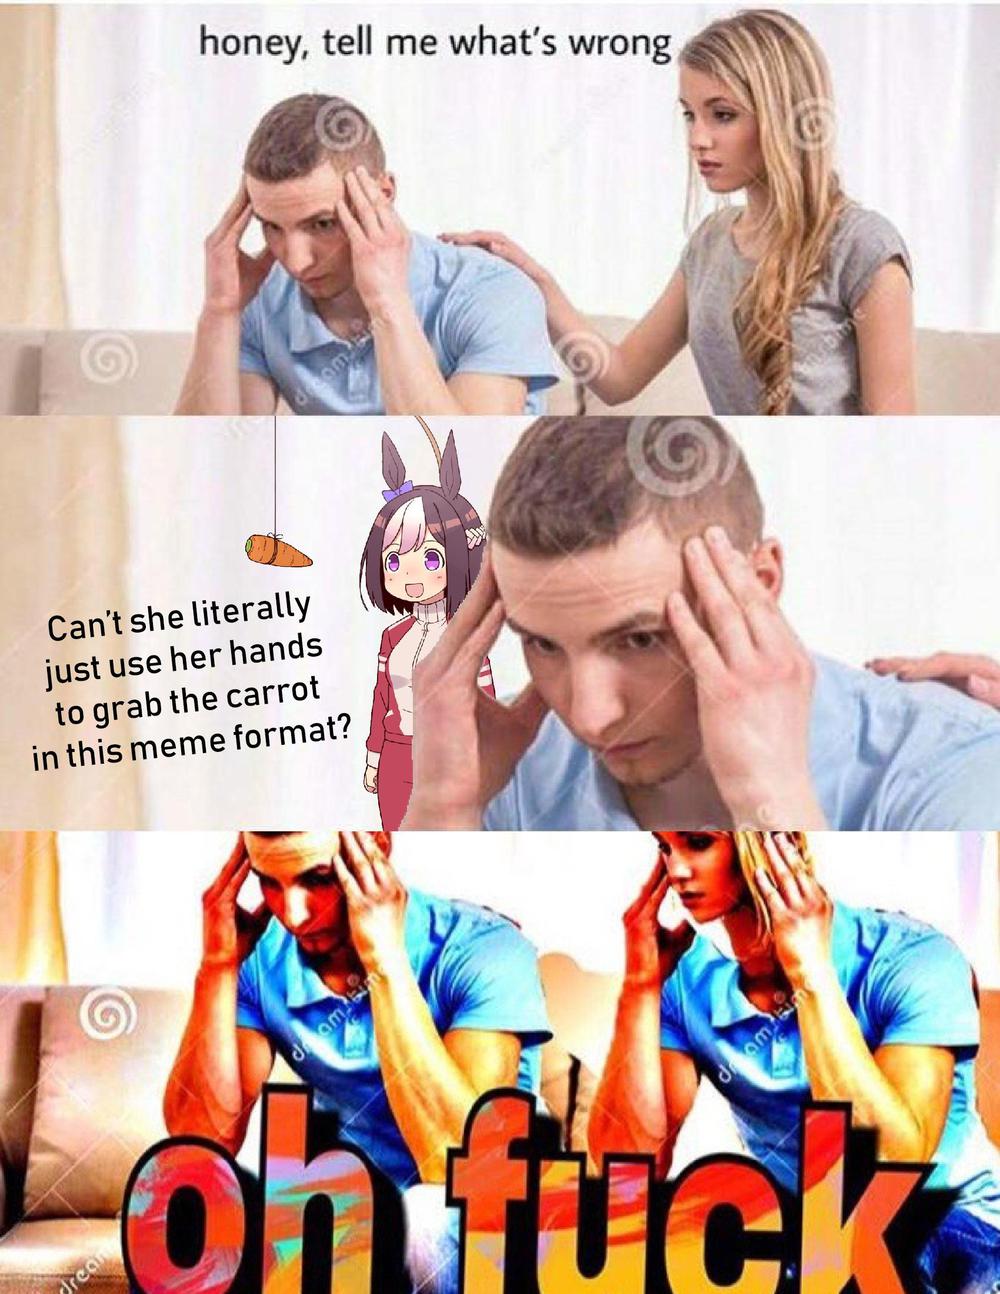 honey, tell me what's wrong
Can't she literally
just use her hands
to grab the carrot
in this meme format?
oh fuck